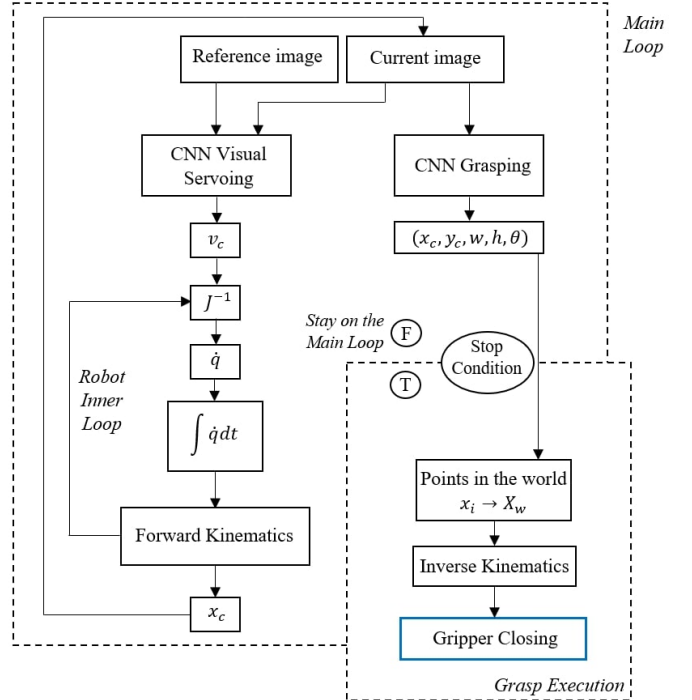 Main
Loop
Reference image
Current image
CNN Visual
Servoing
CNN Grasping
v_c
(x_c, y_c, w, h, θ)
J⁻¹
Stay on the
Main Loop
F
Stop
Condition
T
q̇
Robot
Inner
Loop
∫ q̇dt
Points in the world
x_i → X_w
Forward Kinematics
Inverse Kinematics
x_c
Gripper Closing
Grasp Execution